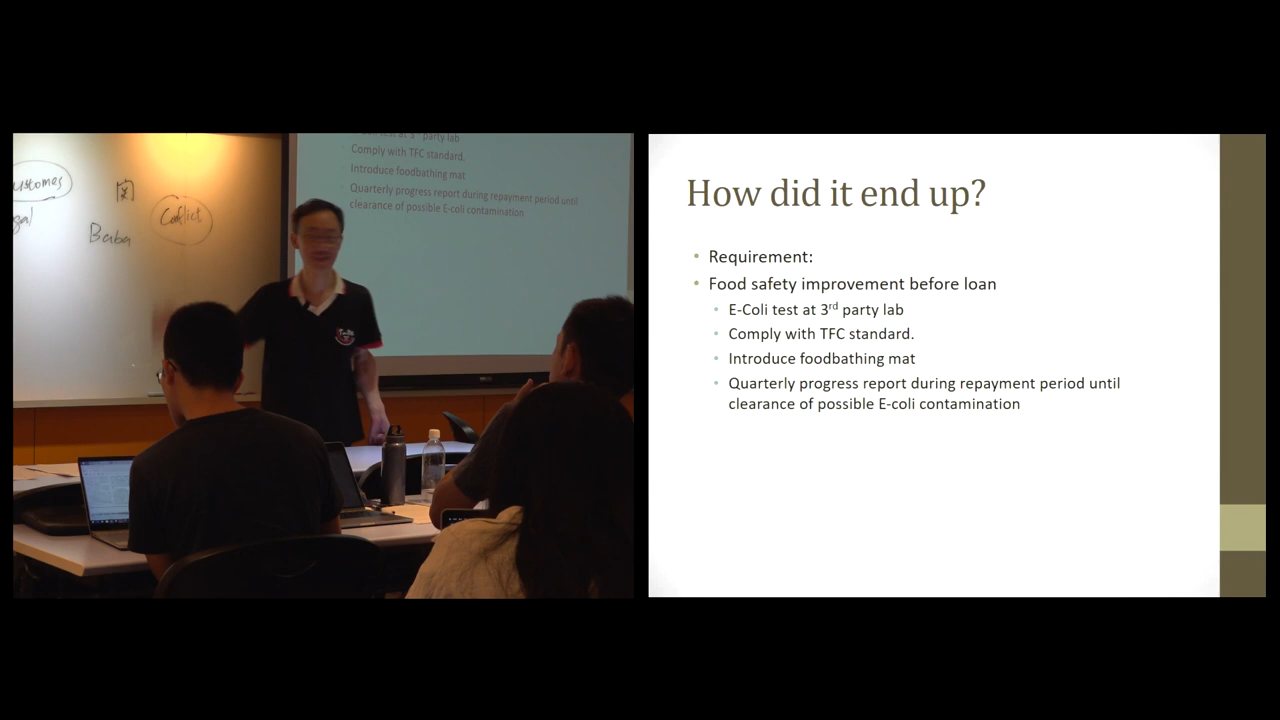 ustomer
Baba
Conflict
party lab
Comply with TFC standard.
Introduce foodbathing mat
Quarterly progress report during repayment period until
clearance of possible E-coli contamination
How did it end up?
Requirement:
Food safety improvement before loan
E-Coli test at 3rd party lab
Comply with TFC standard.
Introduce foodbathing mat
Quarterly progress report during repayment period until
clearance of possible E-coli contamination